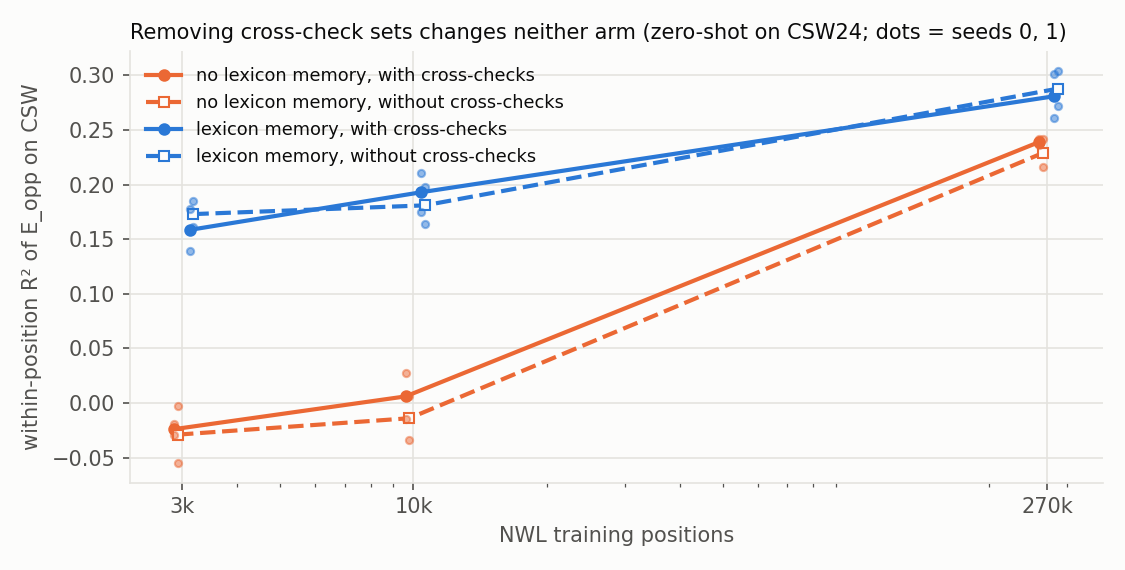 Removing cross-check sets changes neither arm (zero-shot on CSW24; dots = seeds 0, 1)
no lexicon memory, with cross-checks
no lexicon memory, without cross-checks
lexicon memory, with cross-checks
lexicon memory, without cross-checks
within-position R² of E_opp on CSW
0.30
0.25
0.20
0.15
0.10
0.05
0.00
−0.05
3k
10k
270k
NWL training positions